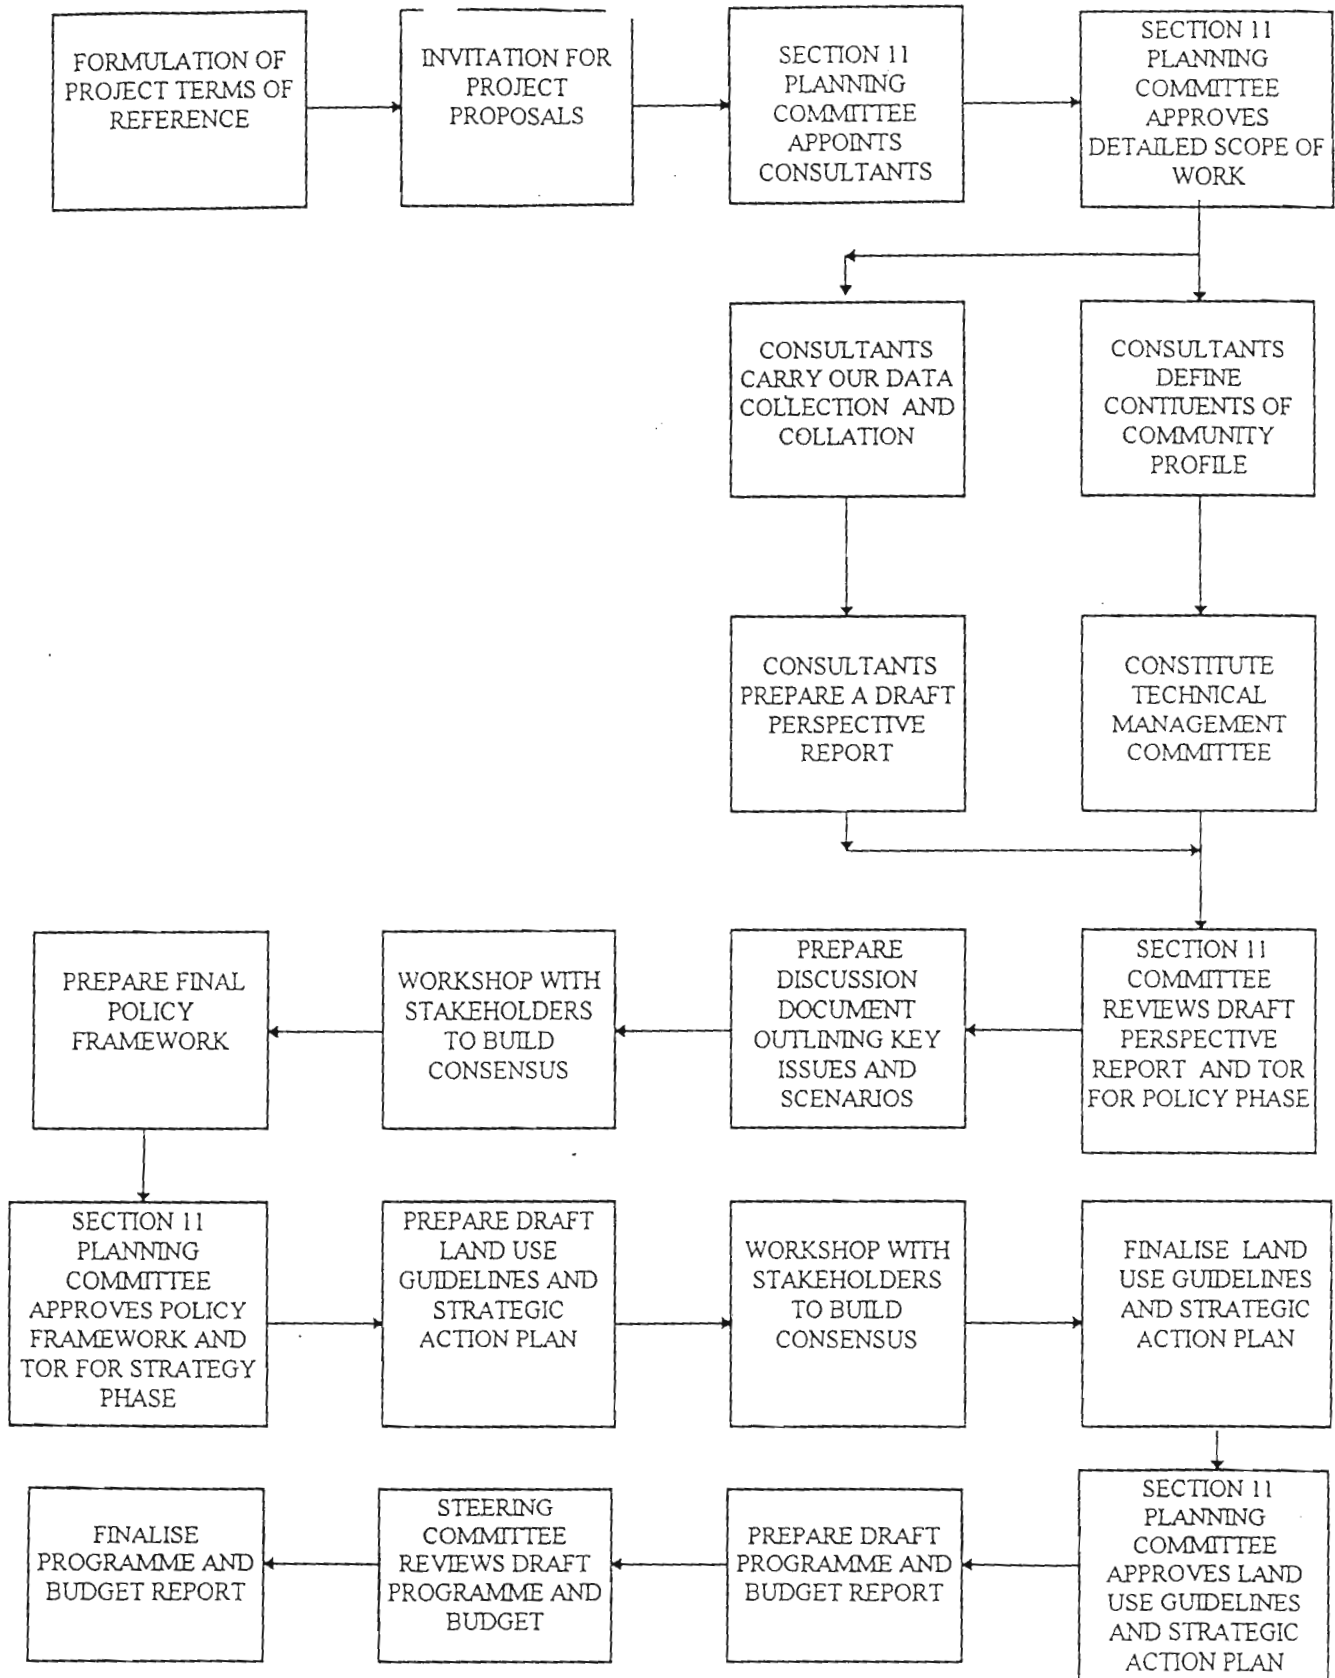 FORMULATION OF
PROJECT TERMS OF
REFERENCE
INVITATION FOR
PROJECT
PROPOSALS
SECTION 11
PLANNING
COMMITTEE
APPOINTS
CONSULTANTS
SECTION 11
PLANNING
COMMITTEE
APPROVES
DETAILED SCOPE OF
WORK
CONSULTANTS
CARRY OUR DATA
COLLECTION AND
COLLATION
CONSULTANTS
DEFINE
CONTIUENTS OF
COMMUNITY
PROFILE
CONSULTANTS
PREPARE A DRAFT
PERSPECTIVE
REPORT
CONSTITUTE
TECHNICAL
MANAGEMENT
COMMITTEE
SECTION 11
COMMITTEE
REVIEWS DRAFT
PERSPECTIVE
REPORT AND TOR
FOR POLICY PHASE
PREPARE
DISCUSSION
DOCUMENT
OUTLINING KEY
ISSUES AND
SCENARIOS
WORKSHOP WITH
STAKEHOLDERS
TO BUILD
CONSENSUS
PREPARE FINAL
POLICY
FRAMEWORK
SECTION 11
PLANNING
COMMITTEE
APPROVES POLICY
FRAMEWORK AND
TOR FOR STRATEGY
PHASE
PREPARE DRAFT
LAND USE
GUIDELINES AND
STRATEGIC
ACTION PLAN
WORKSHOP WITH
STAKEHOLDERS
TO BUILD
CONSENSUS
FINALISE LAND
USE GUIDELINES
AND STRATEGIC
ACTION PLAN
SECTION 11
PLANNING
COMMITTEE
APPROVES LAND
USE GUIDELINES
AND STRATEGIC
ACTION PLAN
PREPARE DRAFT
PROGRAMME AND
BUDGET REPORT
STEERING
COMMITTEE
REVIEWS DRAFT
PROGRAMME AND
BUDGET
FINALISE
PROGRAMME AND
BUDGET REPORT